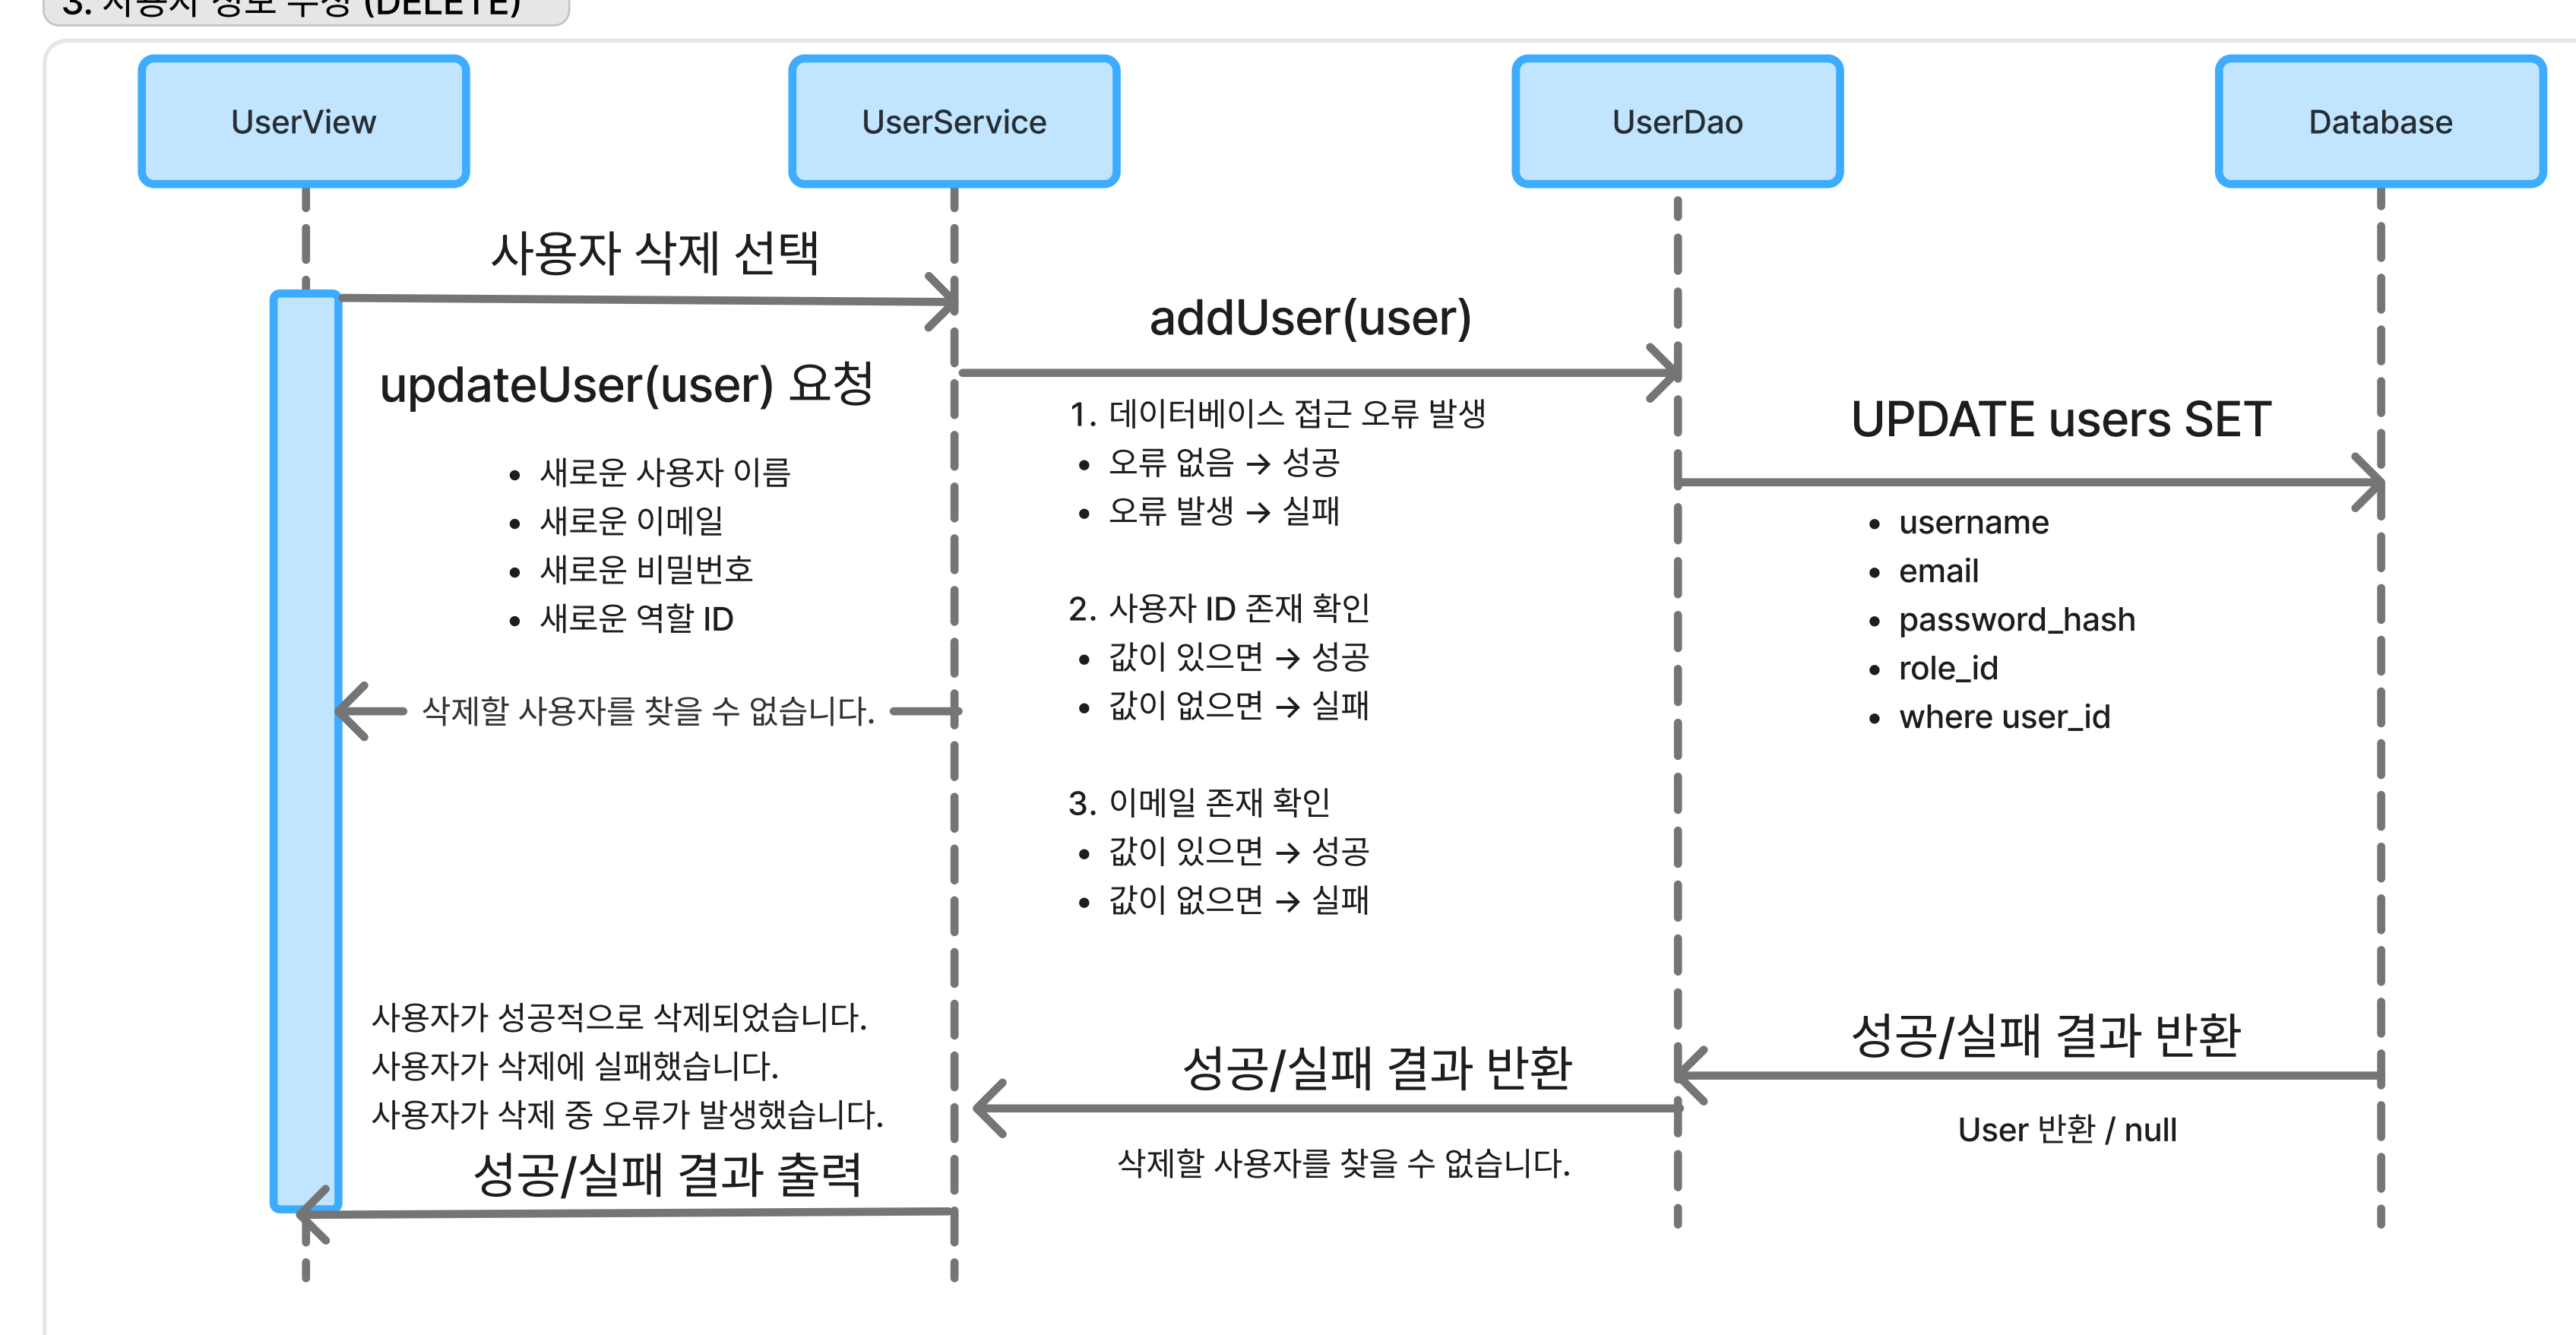 3. 사용자 정보 수정 (DELETE)
UserView
UserService
UserDao
Database
사용자 삭제 선택
updateUser(user) 요청
• 새로운 사용자 이름
• 새로운 이메일
• 새로운 비밀번호
• 새로운 역할 ID
삭제할 사용자를 찾을 수 없습니다.
사용자가 성공적으로 삭제되었습니다.
사용자가 삭제에 실패했습니다.
사용자가 삭제 중 오류가 발생했습니다.
성공/실패 결과 출력
addUser(user)
1. 데이터베이스 접근 오류 발생
• 오류 없음 → 성공
• 오류 발생 → 실패
2. 사용자 ID 존재 확인
• 값이 있으면 → 성공
• 값이 없으면 → 실패
3. 이메일 존재 확인
• 값이 있으면 → 성공
• 값이 없으면 → 실패
성공/실패 결과 반환
삭제할 사용자를 찾을 수 없습니다.
UPDATE users SET
• username
• email
• password_hash
• role_id
• where user_id
성공/실패 결과 반환
User 반환 / null